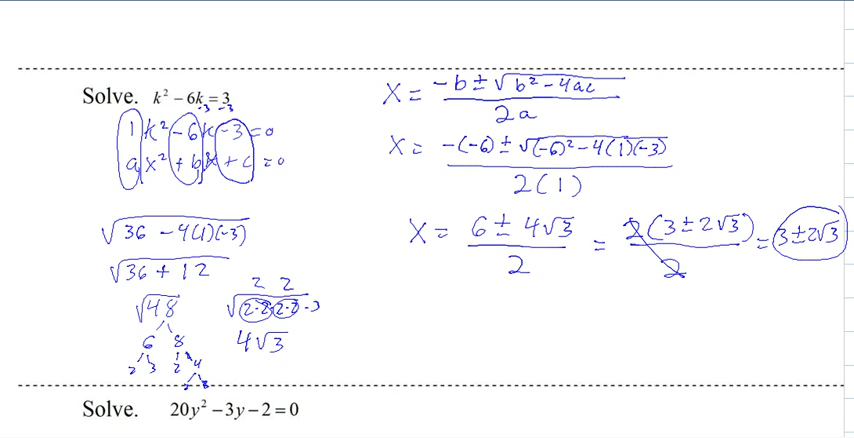 Solve. k² − 6k = 3
-3 -3
1k² − 6k − 3 = 0
ax² + bx + c = 0
√(36 − 4(1)(−3))
√(36 + 12)
√48
6 8
2 3 2 4
2 2
2 2
√(2·2·2·2·3)
4√3
X = (−b ± √(b² − 4ac)) / 2a
X = (−(−6) ± √((−6)² − 4(1)(−3))) / 2(1)
X = (6 ± 4√3) / 2 = 2(3 ± 2√3) / 2 = 3 ± 2√3
Solve. 20y² − 3y − 2 = 0